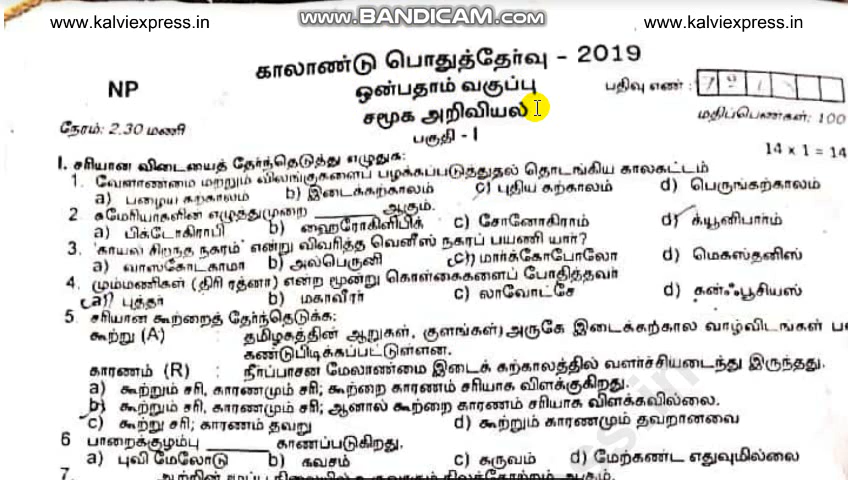 www.kalviexpress.in WWW.BANDICAM.COM www.kalviexpress.in
காலாண்டு பொதுத்தேர்வு - 2019
NP ஒன்பதாம் வகுப்பு பதிவு எண் :
சமூக அறிவியல்
நேரம்: 2.30 மணி மதிப்பெண்கள்: 100
பகுதி - I
I. சரியான விடையைத் தேர்ந்தெடுத்து எழுதுக: 14 x 1 = 14
1. வேளாண்மை மற்றும் விலங்குகளைப் பழக்கப்படுத்துதல் தொடங்கிய காலகட்டம்
a) பழைய கற்காலம் b) இடைக்கற்காலம் c) புதிய கற்காலம் d) பெருங்கற்காலம்
2. சுமேரியாகளின் எழுத்துமுறை ______ ஆகும்.
a) பிக்டோகிராபி b) ஹைரோகிளிபிக் c) சோனோகிராம் d) க்யூனிபார்ம்
3. 'காயல் சிறந்த நகரம்' என்று விவரித்த வெனீஸ் நகரப் பயணி யார்?
a) வாஸ்கோடகாமா b) அல்பெருனி c) மார்க்கோபோலோ d) மெகஸ்தனிஸ்
4. மும்மணிகள் (திரி ரத்னா) என்ற மூன்று கொள்கைகளைப் போதித்தவர்
a) புத்தர் b) மகாவீரர் c) லாவோட்சே d) கன்ஃபூசியஸ்
5. சரியான கூற்றைத் தேர்ந்தெடுக்க:
கூற்று (A) : தமிழகத்தின் ஆறுகள், குளங்கள் அருகே இடைக்கற்கால வாழ்விடங்கள் ப
கண்டுபிடிக்கப்பட்டுள்ளன.
காரணம் (R) : நீர்ப்பாசன மேலாண்மை இடைக் கற்காலத்தில் வளர்ச்சியடைந்து இருந்தது.
a) கூற்றும் சரி, காரணமும் சரி; கூற்றை காரணம் சரியாக விளக்குகிறது.
b) கூற்றும் சரி, காரணமும் சரி; ஆனால் கூற்றை காரணம் சரியாக விளக்கவில்லை.
c) கூற்று சரி; காரணம் தவறு d) கூற்றும் காரணமும் தவறானவை
6 பாறைக்குழம்பு ______ காணப்படுகிறது.
a) புவி மேலோடு b) கவசம் c) கருவம் d) மேற்கண்ட எதுவுமில்லை
7.